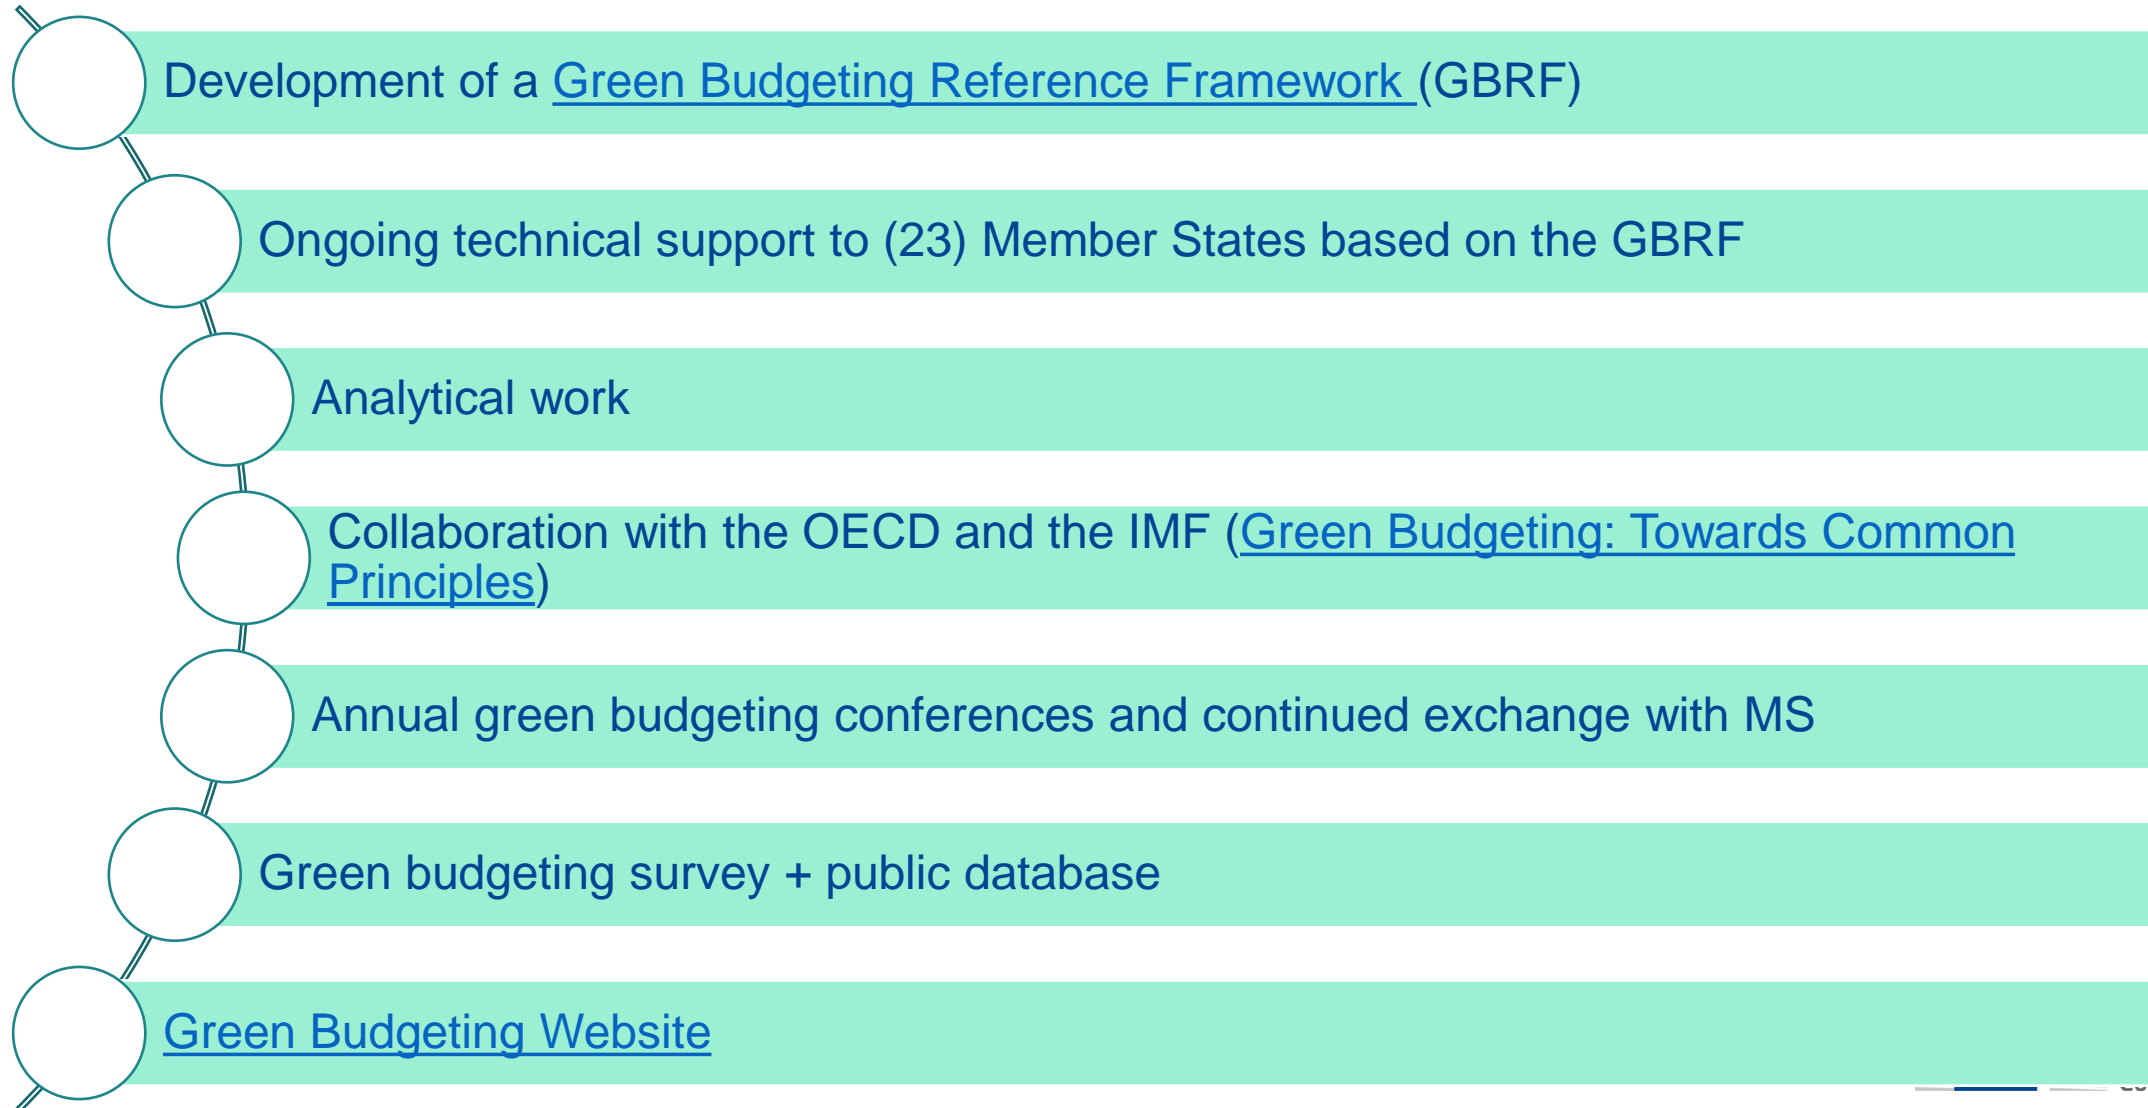 Development of a Green Budgeting Reference Framework (GBRF)
Ongoing technical support to (23) Member States based on the GBRF
Analytical work
Collaboration with the OECD and the IMF (Green Budgeting: Towards Common
Principles)
Annual green budgeting conferences and continued exchange with MS
Green budgeting survey + public database
Green Budgeting Website